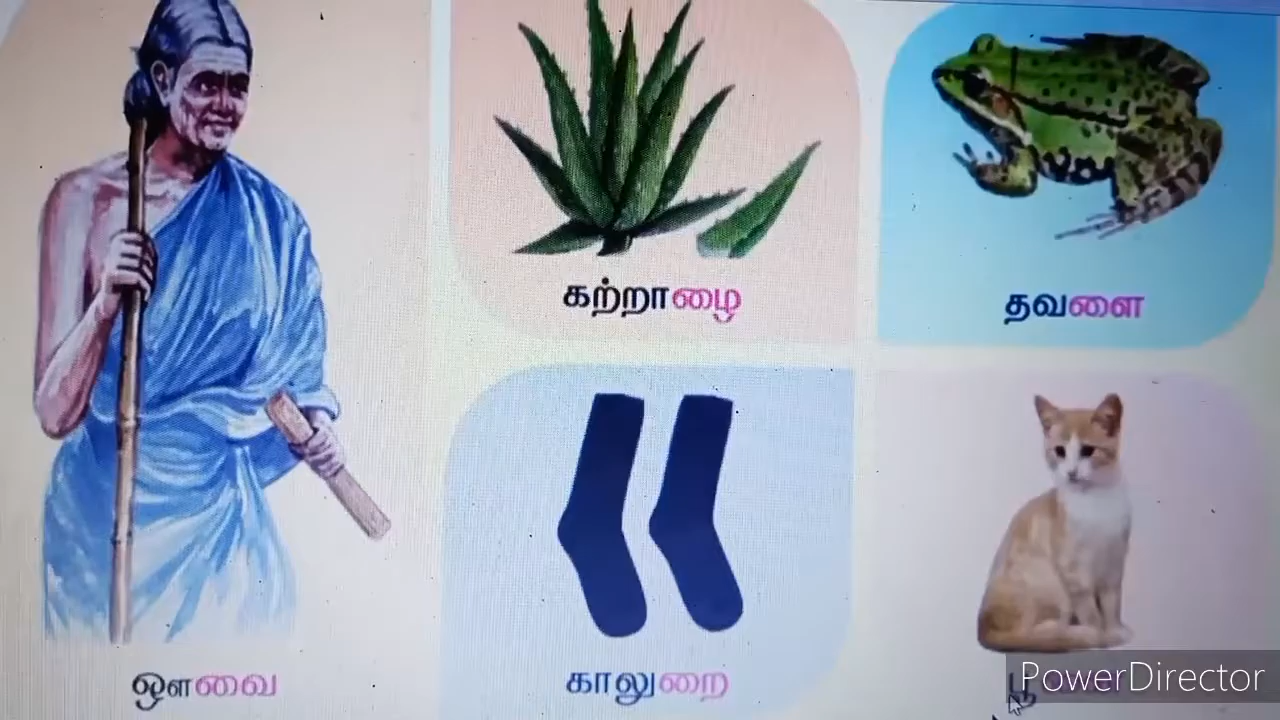 கற்றாழை
தவளை
ஔவை
காலுறை
பூ
PowerDirector